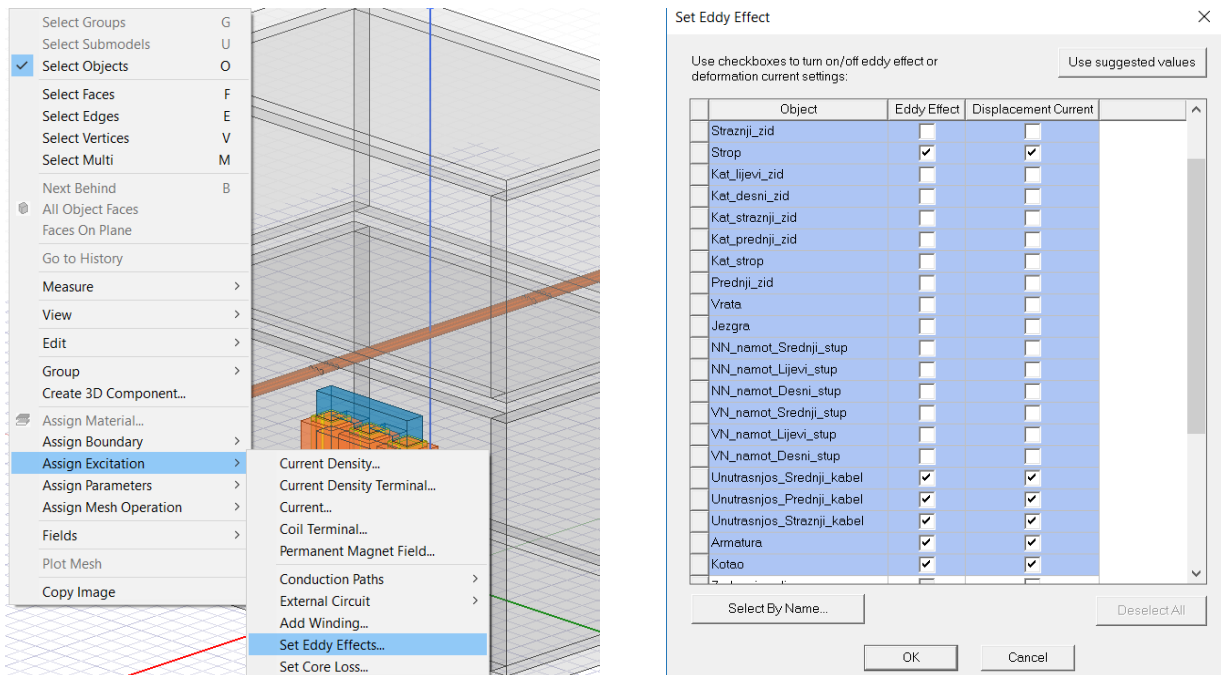 Select Groups G
Select Submodels U
Select Objects O
Select Faces F
Select Edges E
Select Vertices V
Select Multi M
Next Behind B
All Object Faces
Faces On Plane
Go to History
Measure
View
Edit
Group
Create 3D Component...
Assign Material...
Assign Boundary
Assign Excitation
Assign Parameters
Assign Mesh Operation
Fields
Plot Mesh
Copy Image
Current Density...
Current Density Terminal...
Current...
Coil Terminal...
Permanent Magnet Field...
Conduction Paths
External Circuit
Add Winding...
Set Eddy Effects...
Set Core Loss...
Set Eddy Effect
Use checkboxes to turn on/off eddy effect or
deformation current settings:
Use suggested values
Object Eddy Effect Displacement Current
Straznji_zid
Strop
Kat_lijevi_zid
Kat_desni_zid
Kat_straznji_zid
Kat_prednji_zid
Kat_strop
Prednji_zid
Vrata
Jezgra
NN_namot_Srednji_stup
NN_namot_Lijevi_stup
NN_namot_Desni_stup
VN_namot_Srednji_stup
VN_namot_Lijevi_stup
VN_namot_Desni_stup
Unutrasnjos_Srednji_kabel
Unutrasnjos_Prednji_kabel
Unutrasnjos_Straznji_kabel
Armatura
Kotao
Select By Name...
Deselect All
OK
Cancel